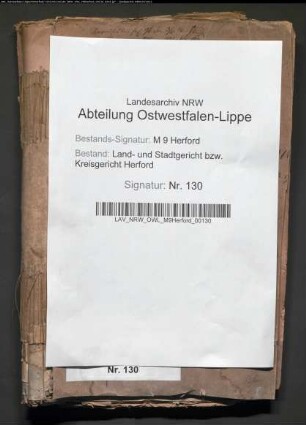 Landesarchiv NRW
Abteilung Ostwestfalen-Lippe
Bestands-Signatur: M 9 Herford
Bestand: Land- und Stadtgericht bzw.
Kreisgericht Herford
Signatur: Nr. 130
LAV_NRW_OWL_M9Herford_00130
Nr. 130